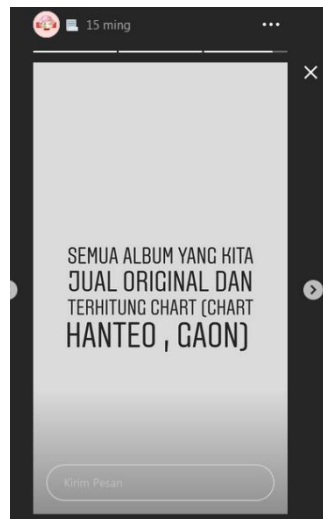 15 ming
SEMUA ALBUM YANG KITA
JUAL ORIGINAL DAN
TERHITUNG CHART (CHART
HANTEO , GAON)
Kirim Pesan